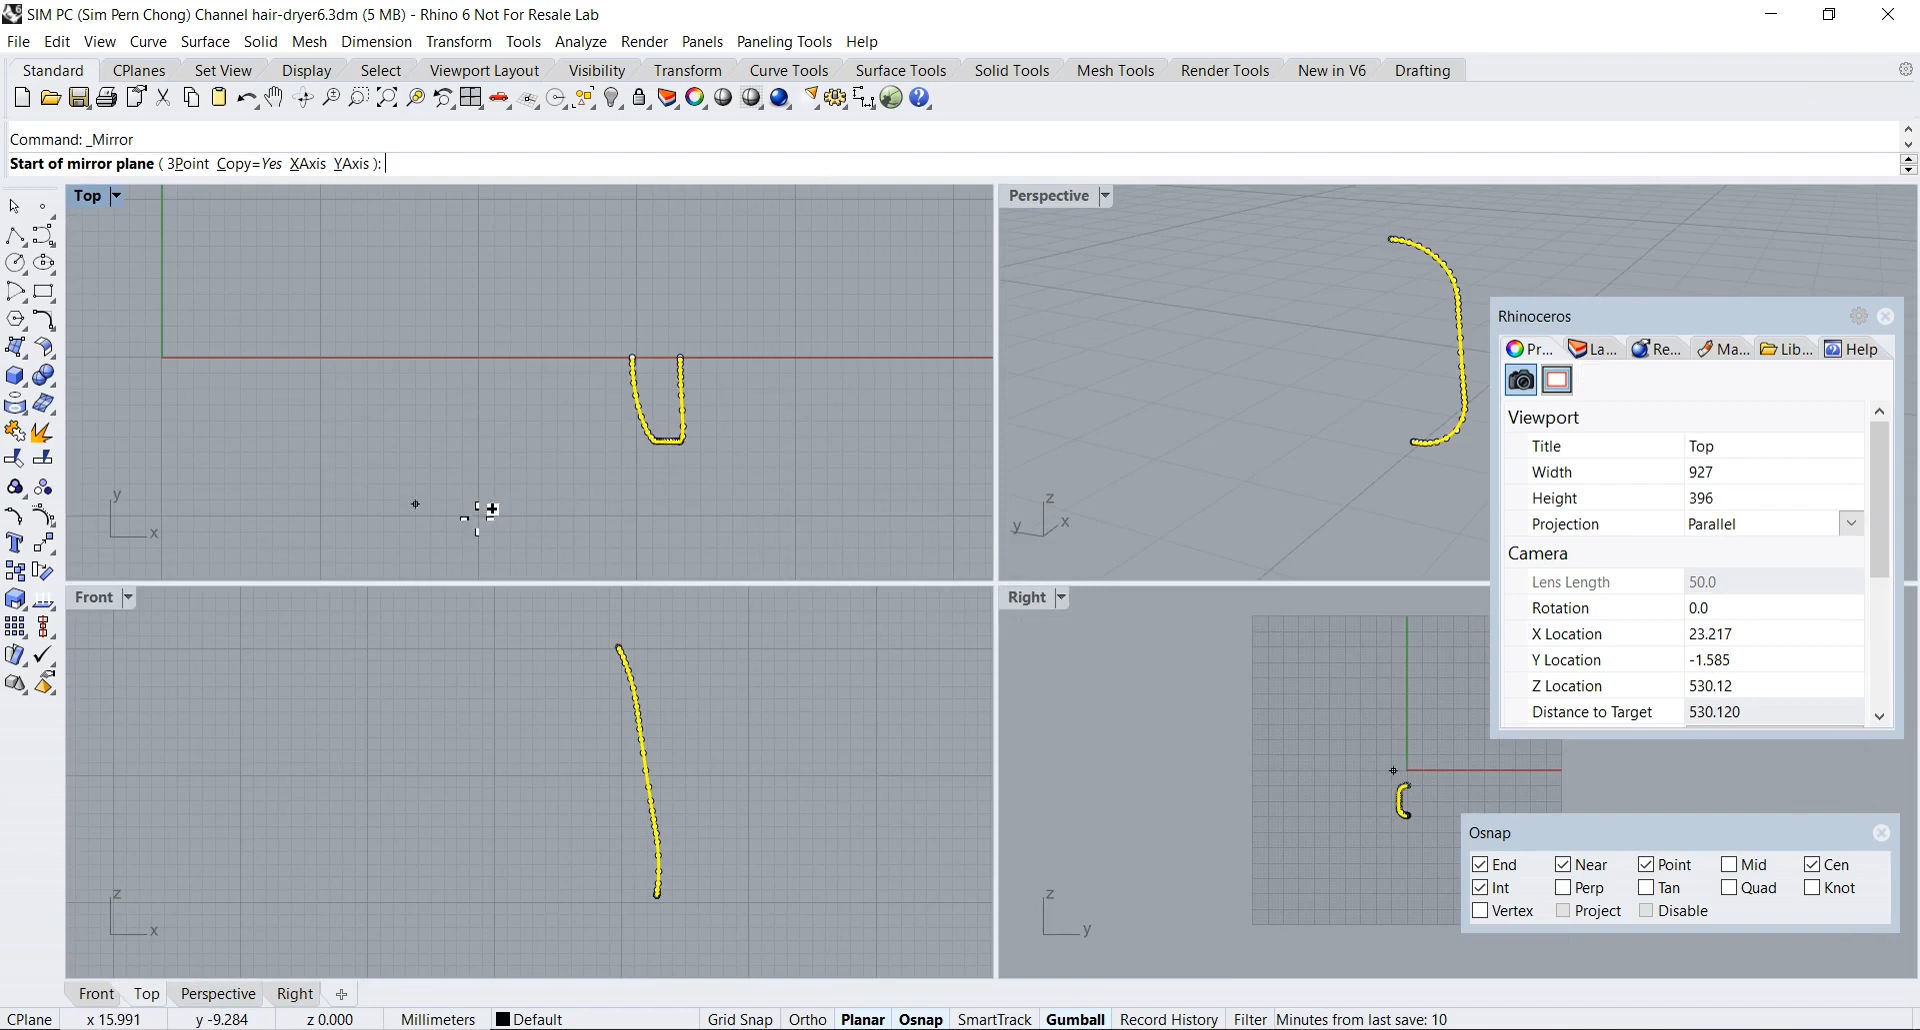 SIM PC (Sim Pern Chong) Channel hair-dryer6.3dm (5 MB) - Rhino 6 Not For Resale Lab
File Edit View Curve Surface Solid Mesh Dimension Transform Tools Analyze Render Panels Paneling Tools Help
Standard CPlanes Set View Display Select Viewport Layout Visibility Transform Curve Tools Surface Tools Solid Tools Mesh Tools Render Tools New in V6 Drafting
Command: _Mirror
Start of mirror plane ( 3Point Copy=Yes XAxis YAxis ):
Top
Perspective
Rhinoceros
Pr... La... Re... Ma... Lib... Help
Viewport
Title Top
Width 927
Height 396
Projection Parallel
Camera
Lens Length 50.0
Rotation 0.0
X Location 23.217
Y Location -1.585
Z Location 530.12
Distance to Target 530.120
y
x
z
y x
Front
Right
Osnap
End Near Point Mid Cen
Int Perp Tan Quad Knot
Vertex Project Disable
z
x
z
y
Front Top Perspective Right
CPlane x 15.991 y -9.284 z 0.000 Millimeters Default Grid Snap Ortho Planar Osnap SmartTrack Gumball Record History Filter Minutes from last save: 10